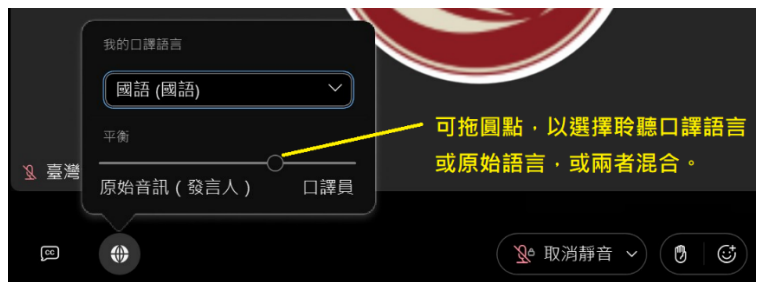 我的口譯語言
國語 (國語)
平衡
原始音訊（發言人） 口譯員
可拖圓點，以選擇聆聽口譯語言
或原始語言，或兩者混合。
臺灣
CC
取消靜音